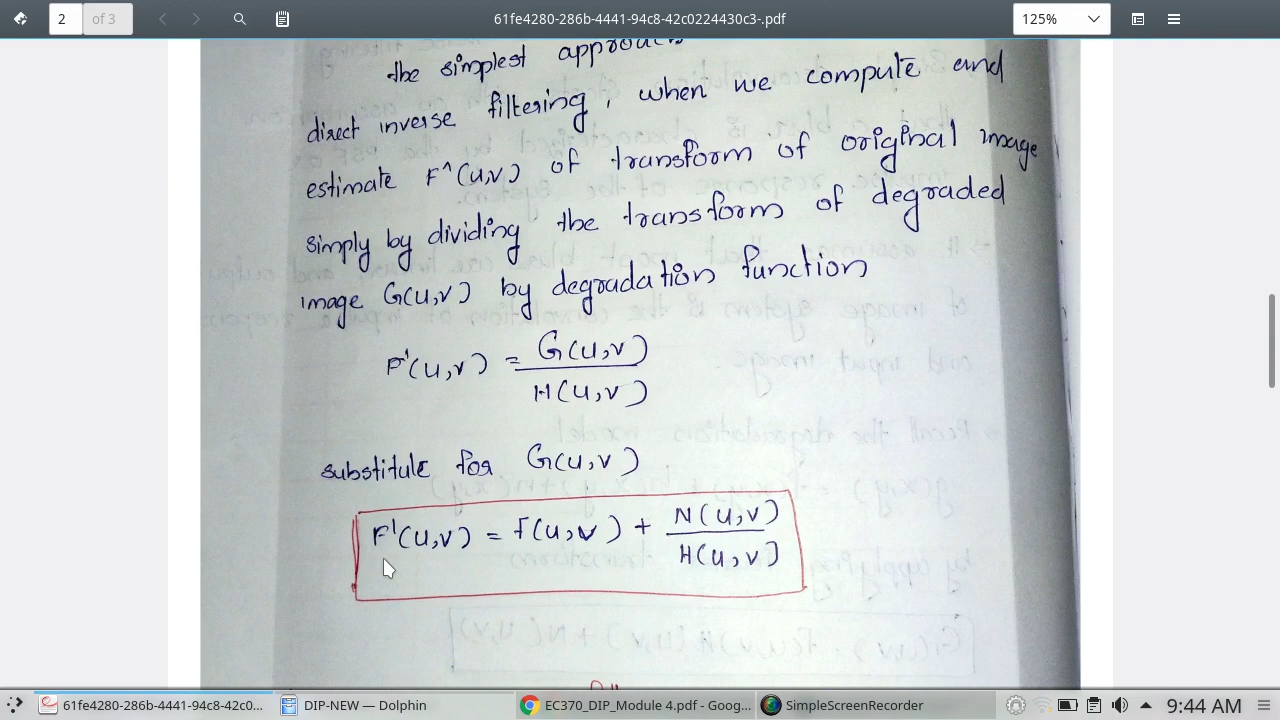 2 of 3
61fe4280-286b-4441-94c8-42c0224430c3-.pdf
125%
the simplest approach
direct inverse filtering, when we compute and
estimate F^(u,v) of transform of original image
simply by dividing the transform of degraded
image G(u,v) by degradation function
F'(u,v) = G(u,v)
H(u,v)
substitute for G(u,v)
F'(u,v) = f(u,v) + N(u,v)
H(u,v)
61fe4280-286b-4441-94c8-42c0...
DIP-NEW — Dolphin
EC370_DIP_Module 4.pdf - Goog...
SimpleScreenRecorder
9:44 AM